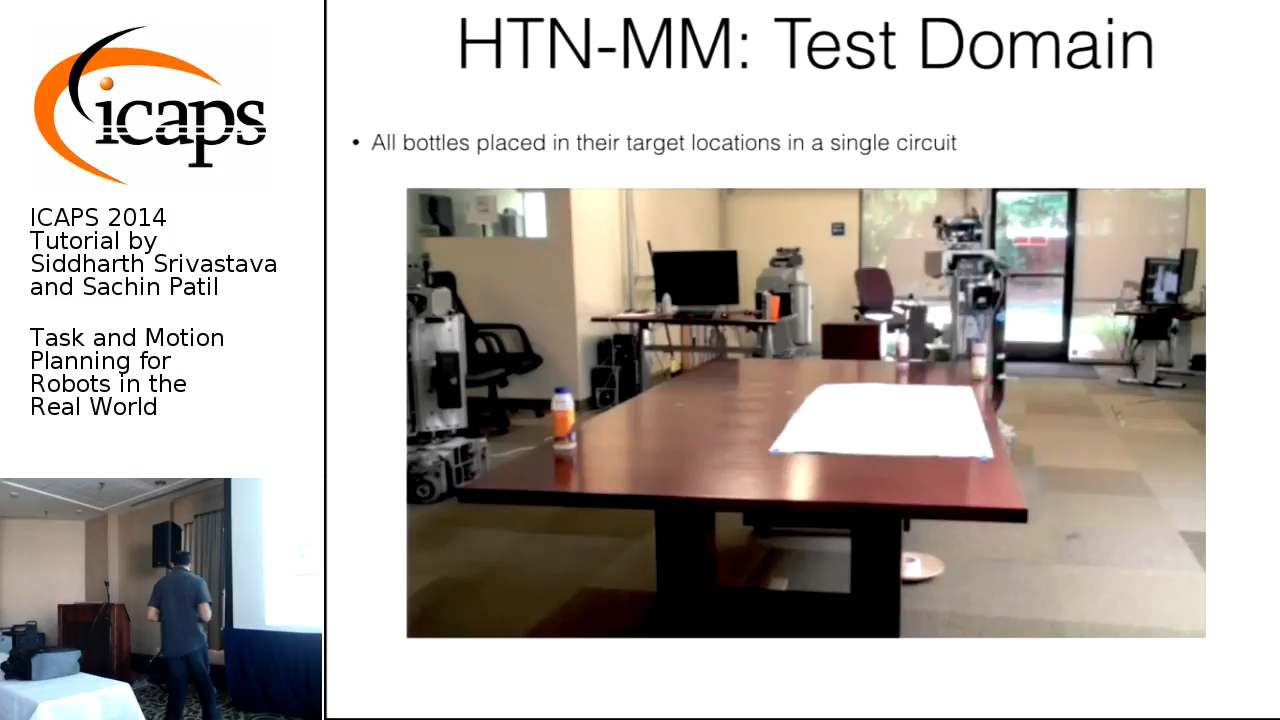 icaps
ICAPS 2014
Tutorial by
Siddharth Srivastava
and Sachin Patil
Task and Motion
Planning for
Robots in the
Real World
HTN-MM: Test Domain
• All bottles placed in their target locations in a single circuit